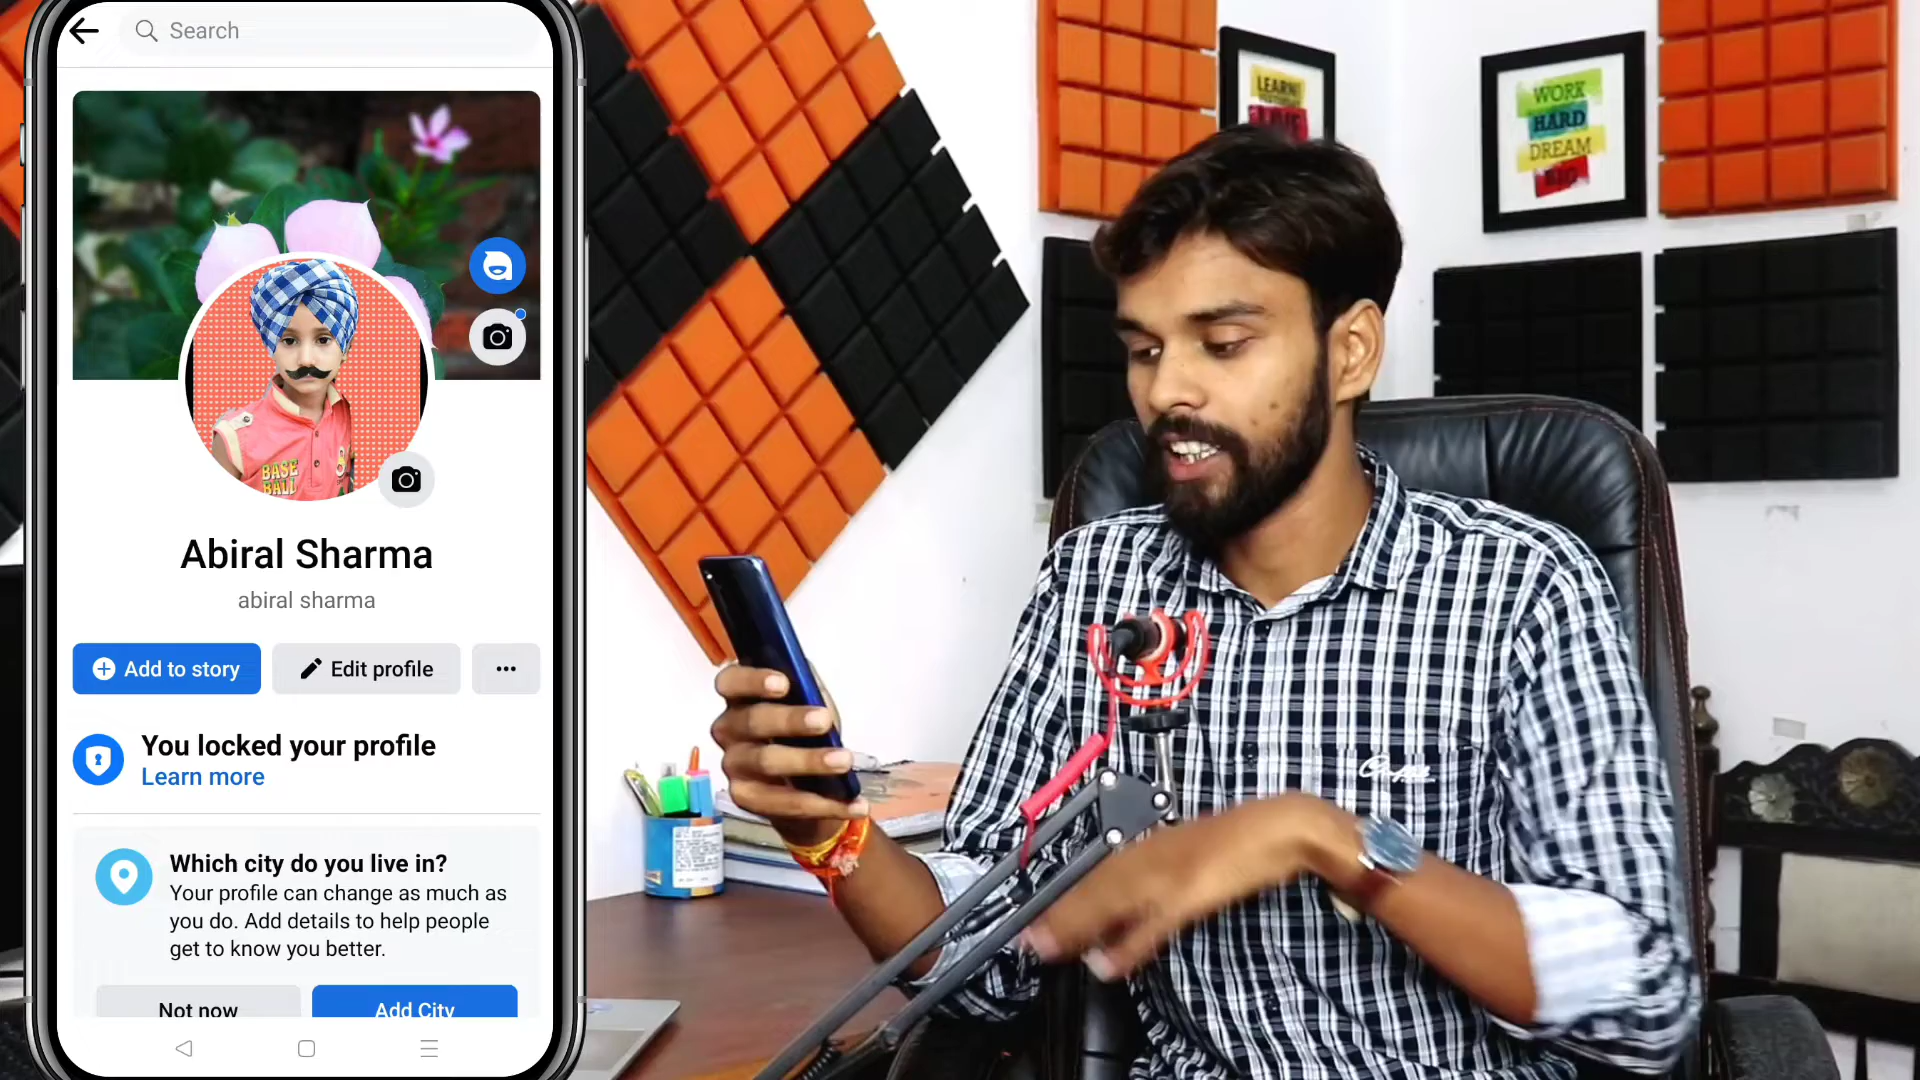 Search
BASE
BALL
Abiral Sharma
abiral sharma
Add to story
Edit profile
You locked your profile
Learn more
Which city do you live in?
Your profile can change as much as
you do. Add details to help people
get to know you better.
Not now
Add City
LEARN
WORK
HARD
DREAM
BIG